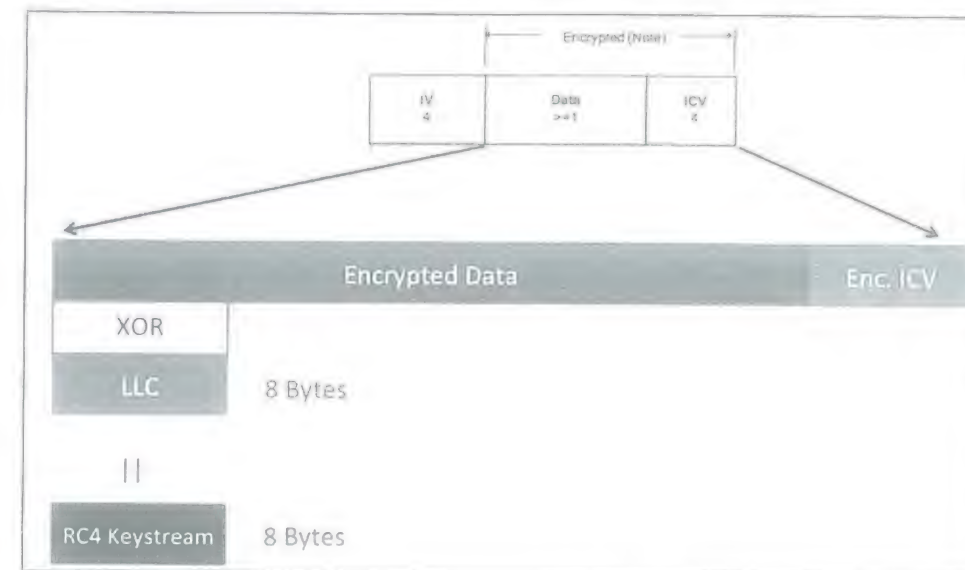 Encrypted (Note)
IV
4
Data
>=1
ICV
4
Encrypted Data
Enc. ICV
XOR
LLC
8 Bytes
||
RC4 Keystream
8 Bytes